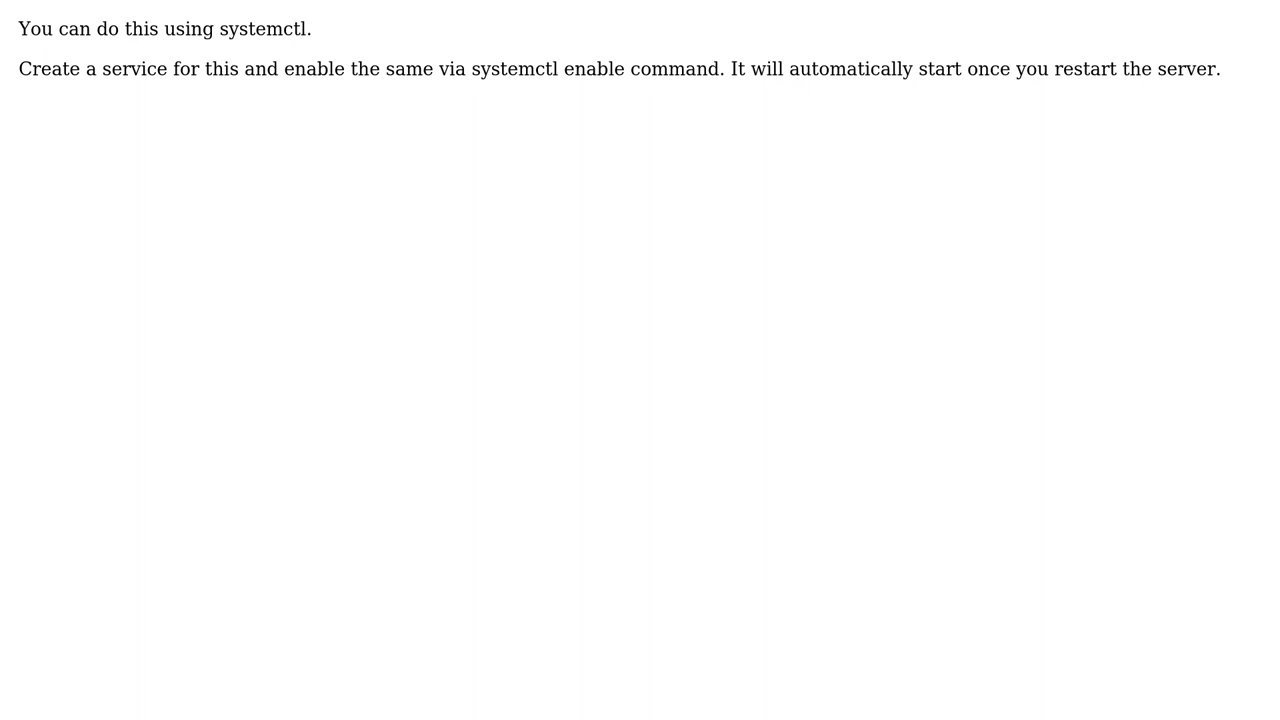 You can do this using systemctl.
Create a service for this and enable the same via systemctl enable command. It will automatically start once you restart the server.